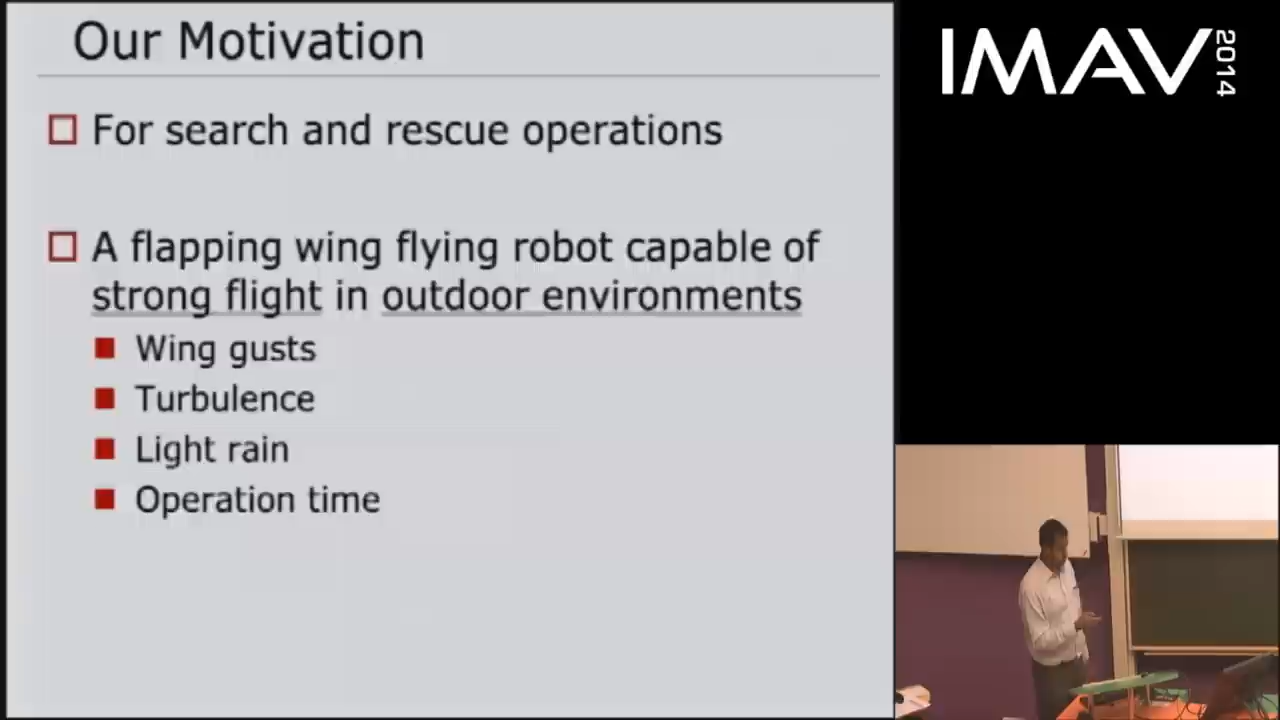 Our Motivation
For search and rescue operations
A flapping wing flying robot capable of
strong flight in outdoor environments
Wing gusts
Turbulence
Light rain
Operation time
IMAV 2014